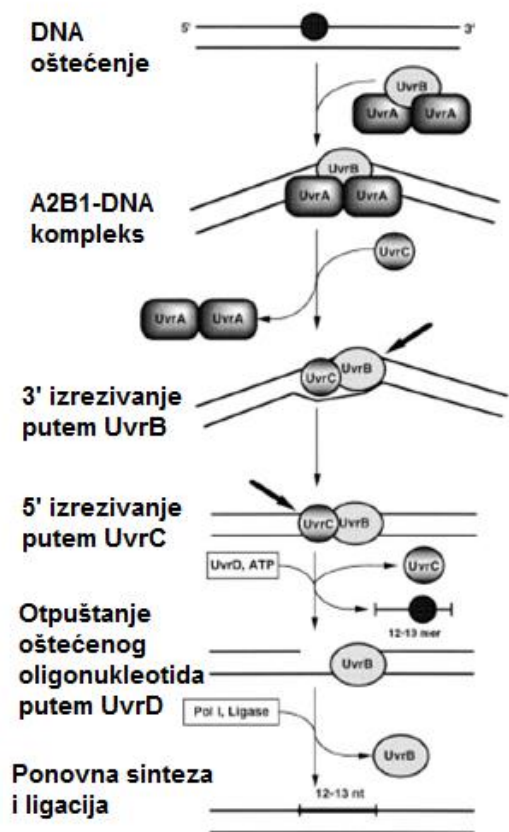 DNA
oštećenje
5'
3'
UvrB
UvrA
UvrA
UvrB
UvrA
UvrA
A2B1-DNA
kompleks
UvrC
UvrA
UvrA
UvrC
UvrB
3' izrezivanje
putem UvrB
5' izrezivanje
putem UvrC
UvrC
UvrB
UvrD, ATP
UvrC
12-13 mer
Otpuštanje
oštećenog
oligonukleotida
putem UvrD
UvrB
Pol I, Ligase
UvrB
Ponovna sinteza
i ligacija
12-13 nt